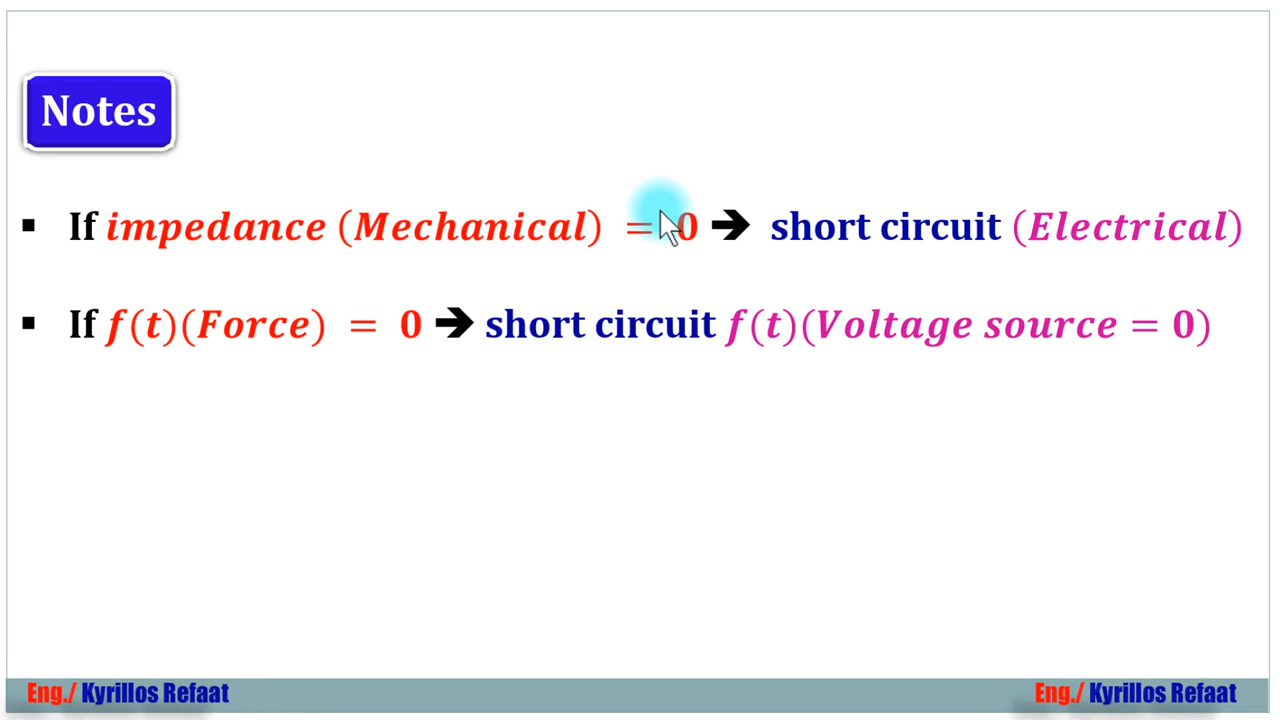 Notes
▪ If impedance (Mechanical) = 0 ➔ short circuit (Electrical)
▪ If f(t)(Force) = 0 ➔ short circuit f(t)(Voltage source = 0)
Eng./ Kyrillos Refaat
Eng./ Kyrillos Refaat